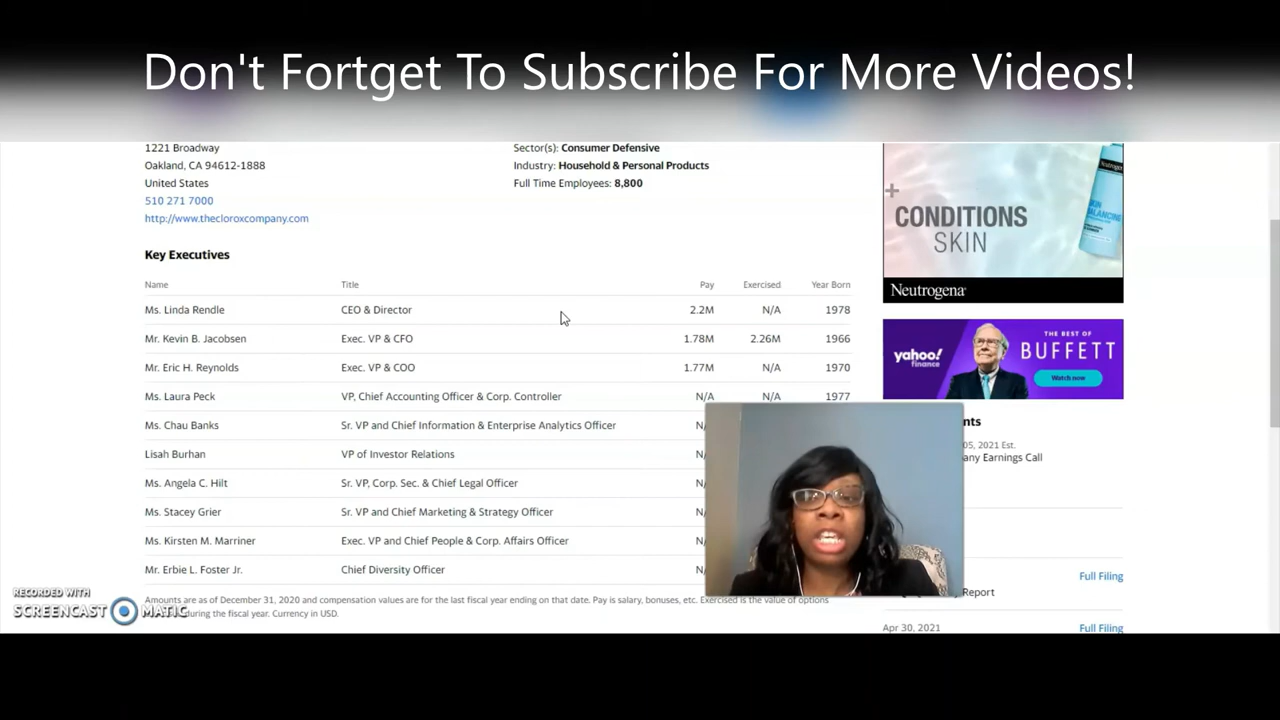 Don't Fortget To Subscribe For More Videos!
1221 Broadway
Oakland, CA 94612-1888
United States
510 271 7000
http://www.thecloroxcompany.com
Sector(s): Consumer Defensive
Industry: Household & Personal Products
Full Time Employees: 8,800
Key Executives
Name Title Pay Exercised Year Born
Ms. Linda Rendle CEO & Director 2.2M N/A 1978
Mr. Kevin B. Jacobsen Exec. VP & CFO 1.78M 2.26M 1966
Mr. Eric H. Reynolds Exec. VP & COO 1.77M N/A 1970
Ms. Laura Peck VP, Chief Accounting Officer & Corp. Controller N/A N/A 1977
Ms. Chau Banks Sr. VP and Chief Information & Enterprise Analytics Officer N/
Lisah Burhan VP of Investor Relations N/
Ms. Angela C. Hilt Sr. VP, Corp. Sec. & Chief Legal Officer N/
Ms. Stacey Grier Sr. VP and Chief Marketing & Strategy Officer N/
Ms. Kirsten M. Marriner Exec. VP and Chief People & Corp. Affairs Officer N/
Mr. Erbie L. Foster Jr. Chief Diversity Officer N/
Amounts are as of December 31, 2020 and compensation values are for the last fiscal year ending on that date. Pay is salary, bonuses, etc. Exercised is the value of options
during the fiscal year. Currency in USD.
RECORDED WITH
SCREENCAST MATIC
+
CONDITIONS
SKIN
BALANCING
Neutrogena
yahoo!
finance
THE BEST OF
BUFFETT
Watch now
nts
05, 2021 Est.
any Earnings Call
Full Filing
Report
Apr 30, 2021 Full Filing